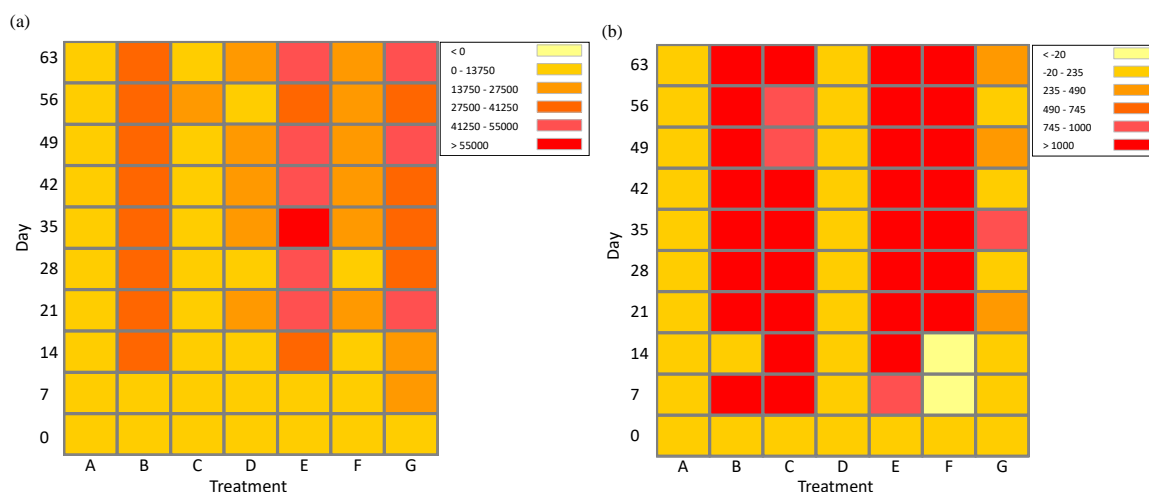 (a)
63
56
49
42
35
28
21
14
7
0
Day
A B C D E F G
Treatment
< 0
0 - 13750
13750 - 27500
27500 - 41250
41250 - 55000
> 55000
(b)
63
56
49
42
35
28
21
14
7
0
Day
A B C D E F G
Treatment
< -20
-20 - 235
235 - 490
490 - 745
745 - 1000
> 1000